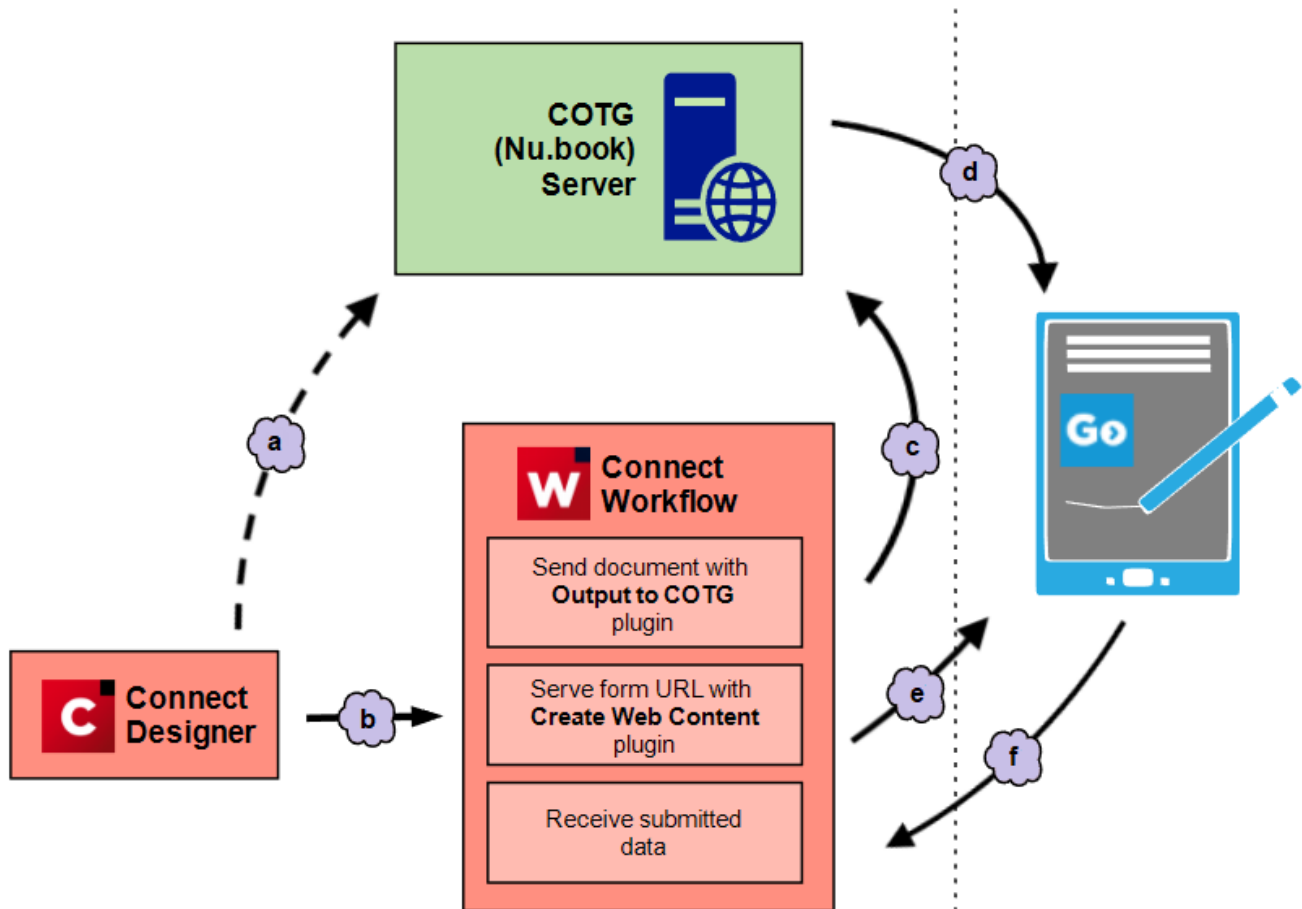 COTG
(Nu.book)
Server
d
a
c
W
Connect
Workflow
Send document with
Output to COTG
plugin
Go
C
Connect
Designer
b
Serve form URL with
Create Web Content
plugin
e
f
Receive submitted
data